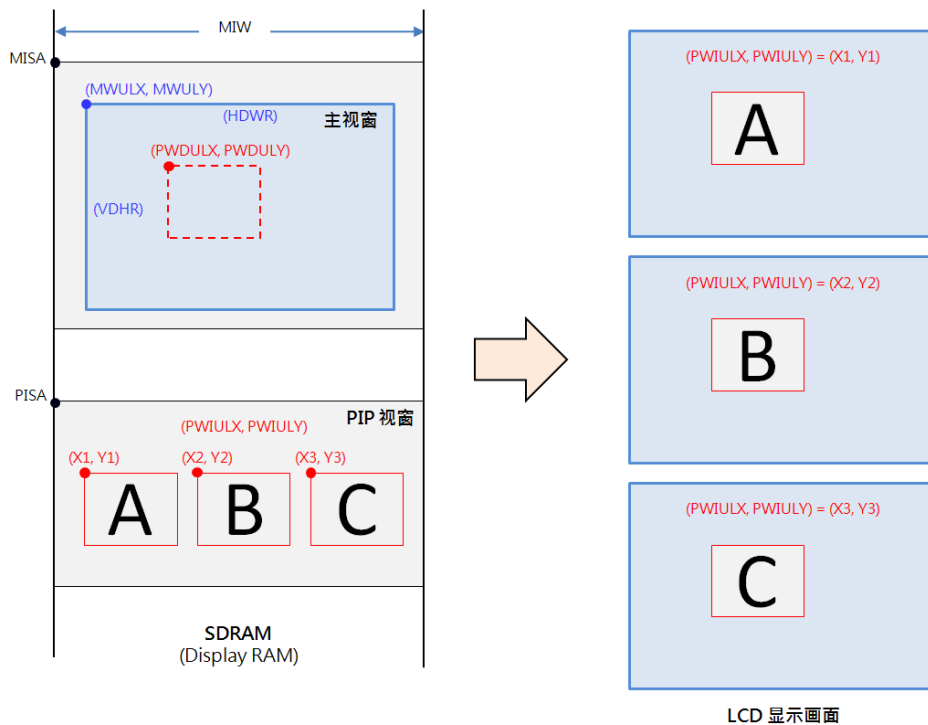 MIW
MISA
(MWULX, MWULY)
(HDWR)
主视窗
(PWDULX, PWDULY)
(VDHR)
PISA
PIP 视窗
(PWIULX, PWIULY)
(X1, Y1)
(X2, Y2)
(X3, Y3)
A
B
C
SDRAM
(Display RAM)
(PWIULX, PWIULY) = (X1, Y1)
A
(PWIULX, PWIULY) = (X2, Y2)
B
(PWIULX, PWIULY) = (X3, Y3)
C
LCD 显示画面